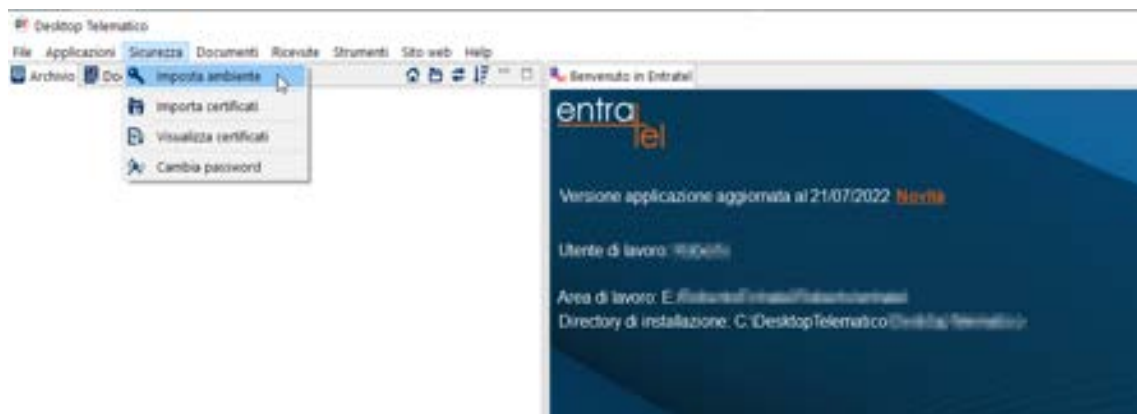 Desktop Telematico
File Applicazioni Sicurezza Documenti Ricevute Strumenti Sito web Help
Archivio Do
Imposta ambiente
Importa certificati
Visualizza certificati
Cambia password
Benvenuto in Entratel
entratel
Versione applicazione aggiornata al 21/07/2022 Novità
Utente di lavoro:
Area di lavoro: E:
Directory di installazione: C:\DesktopTelematico